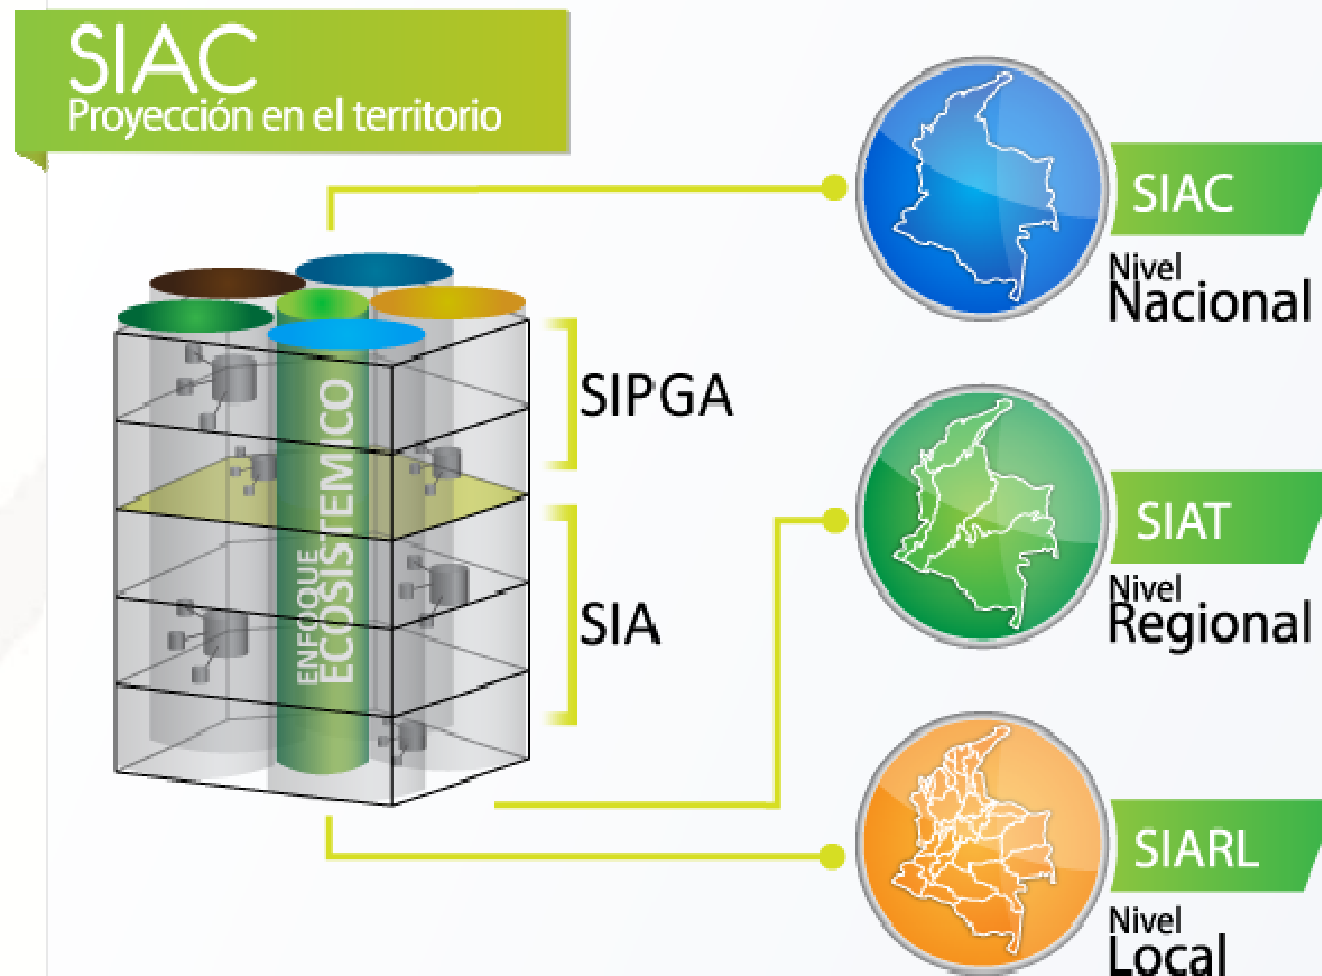 SIAC
Proyección en el territorio
SIAC
Nivel
Nacional
SIPGA
ENFOQUE
ECOSISTEMICO
SIAT
Nivel
Regional
SIA
SIARL
Nivel
Local